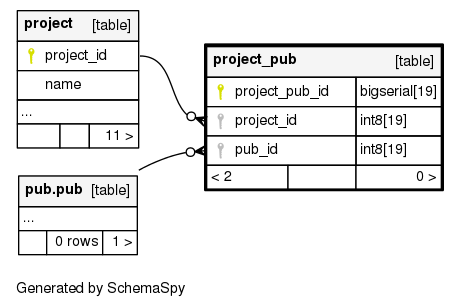 project [table]
project_id
name
...
11 >
project_pub [table]
project_pub_id bigserial[19]
project_id int8[19]
pub_id int8[19]
< 2 0 >
pub.pub [table]
...
0 rows 1 >
Generated by SchemaSpy